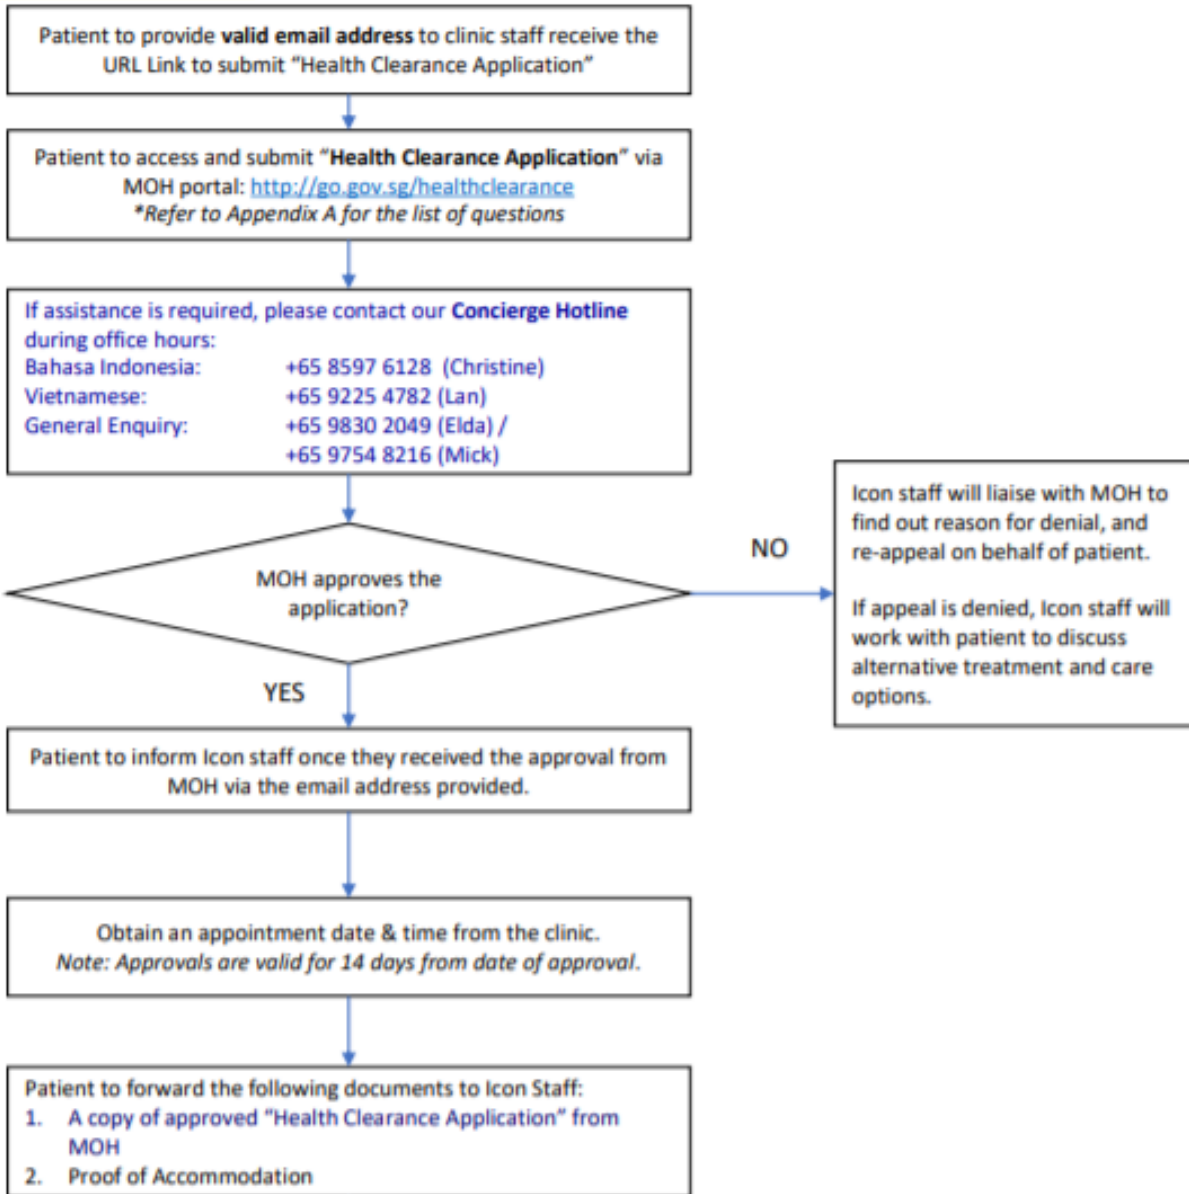 Patient to provide valid email address to clinic staff receive the
URL Link to submit “Health Clearance Application”
Patient to access and submit “Health Clearance Application” via
MOH portal: http://go.gov.sg/healthclearance
*Refer to Appendix A for the list of questions
If assistance is required, please contact our Concierge Hotline
during office hours:
Bahasa Indonesia: +65 8597 6128 (Christine)
Vietnamese: +65 9225 4782 (Lan)
General Enquiry: +65 9830 2049 (Elda) /
+65 9754 8216 (Mick)
MOH approves the
application?
NO
Icon staff will liaise with MOH to
find out reason for denial, and
re-appeal on behalf of patient.
If appeal is denied, Icon staff will
work with patient to discuss
alternative treatment and care
options.
YES
Patient to inform Icon staff once they received the approval from
MOH via the email address provided.
Obtain an appointment date & time from the clinic.
Note: Approvals are valid for 14 days from date of approval.
Patient to forward the following documents to Icon Staff:
1. A copy of approved “Health Clearance Application” from
MOH
2. Proof of Accommodation